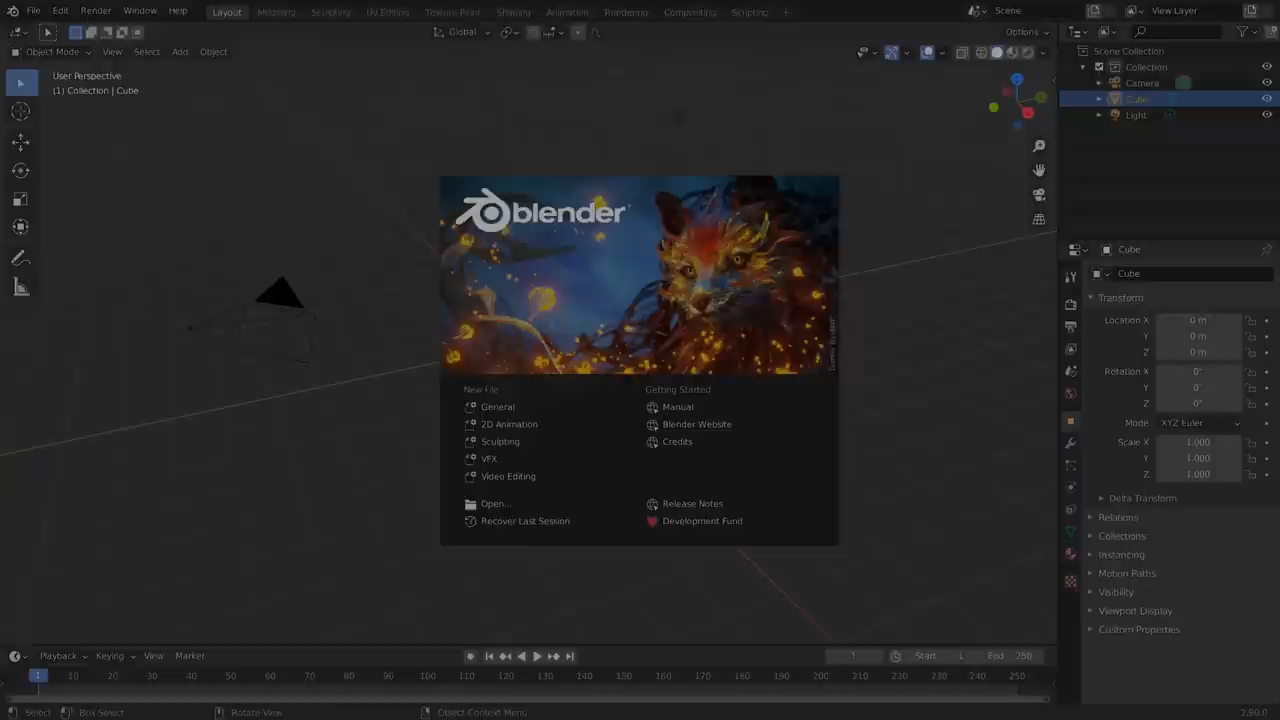 File Edit Render Window Help Layout Modeling Sculpting UV Editing Texture Paint Shading Animation Rendering Compositing Scripting + Scene View Layer
Global Options
Object Mode View Select Add Object
User Perspective
(1) Collection | Cube
Scene Collection
Collection
Camera
Cube
Light
blender
New File
General
2D Animation
Sculpting
VFX
Video Editing
Open...
Recover Last Session
Getting Started
Manual
Blender Website
Credits
Release Notes
Development Fund
Cube
Cube
Transform
Location X 0 m
Y 0 m
Z 0 m
Rotation X 0°
Y 0°
Z 0°
Mode XYZ Euler
Scale X 1.000
Y 1.000
Z 1.000
Delta Transform
Relations
Collections
Instancing
Motion Paths
Visibility
Viewport Display
Custom Properties
Playback Keying View Marker 1 Start 1 End 250
1 10 20 30 40 50 60 70 80 90 100 110 120 130 140 150 160 170 180 190 200 210 220 230 240 250
Select Box Select Rotate View Object Context Menu 2.90.0